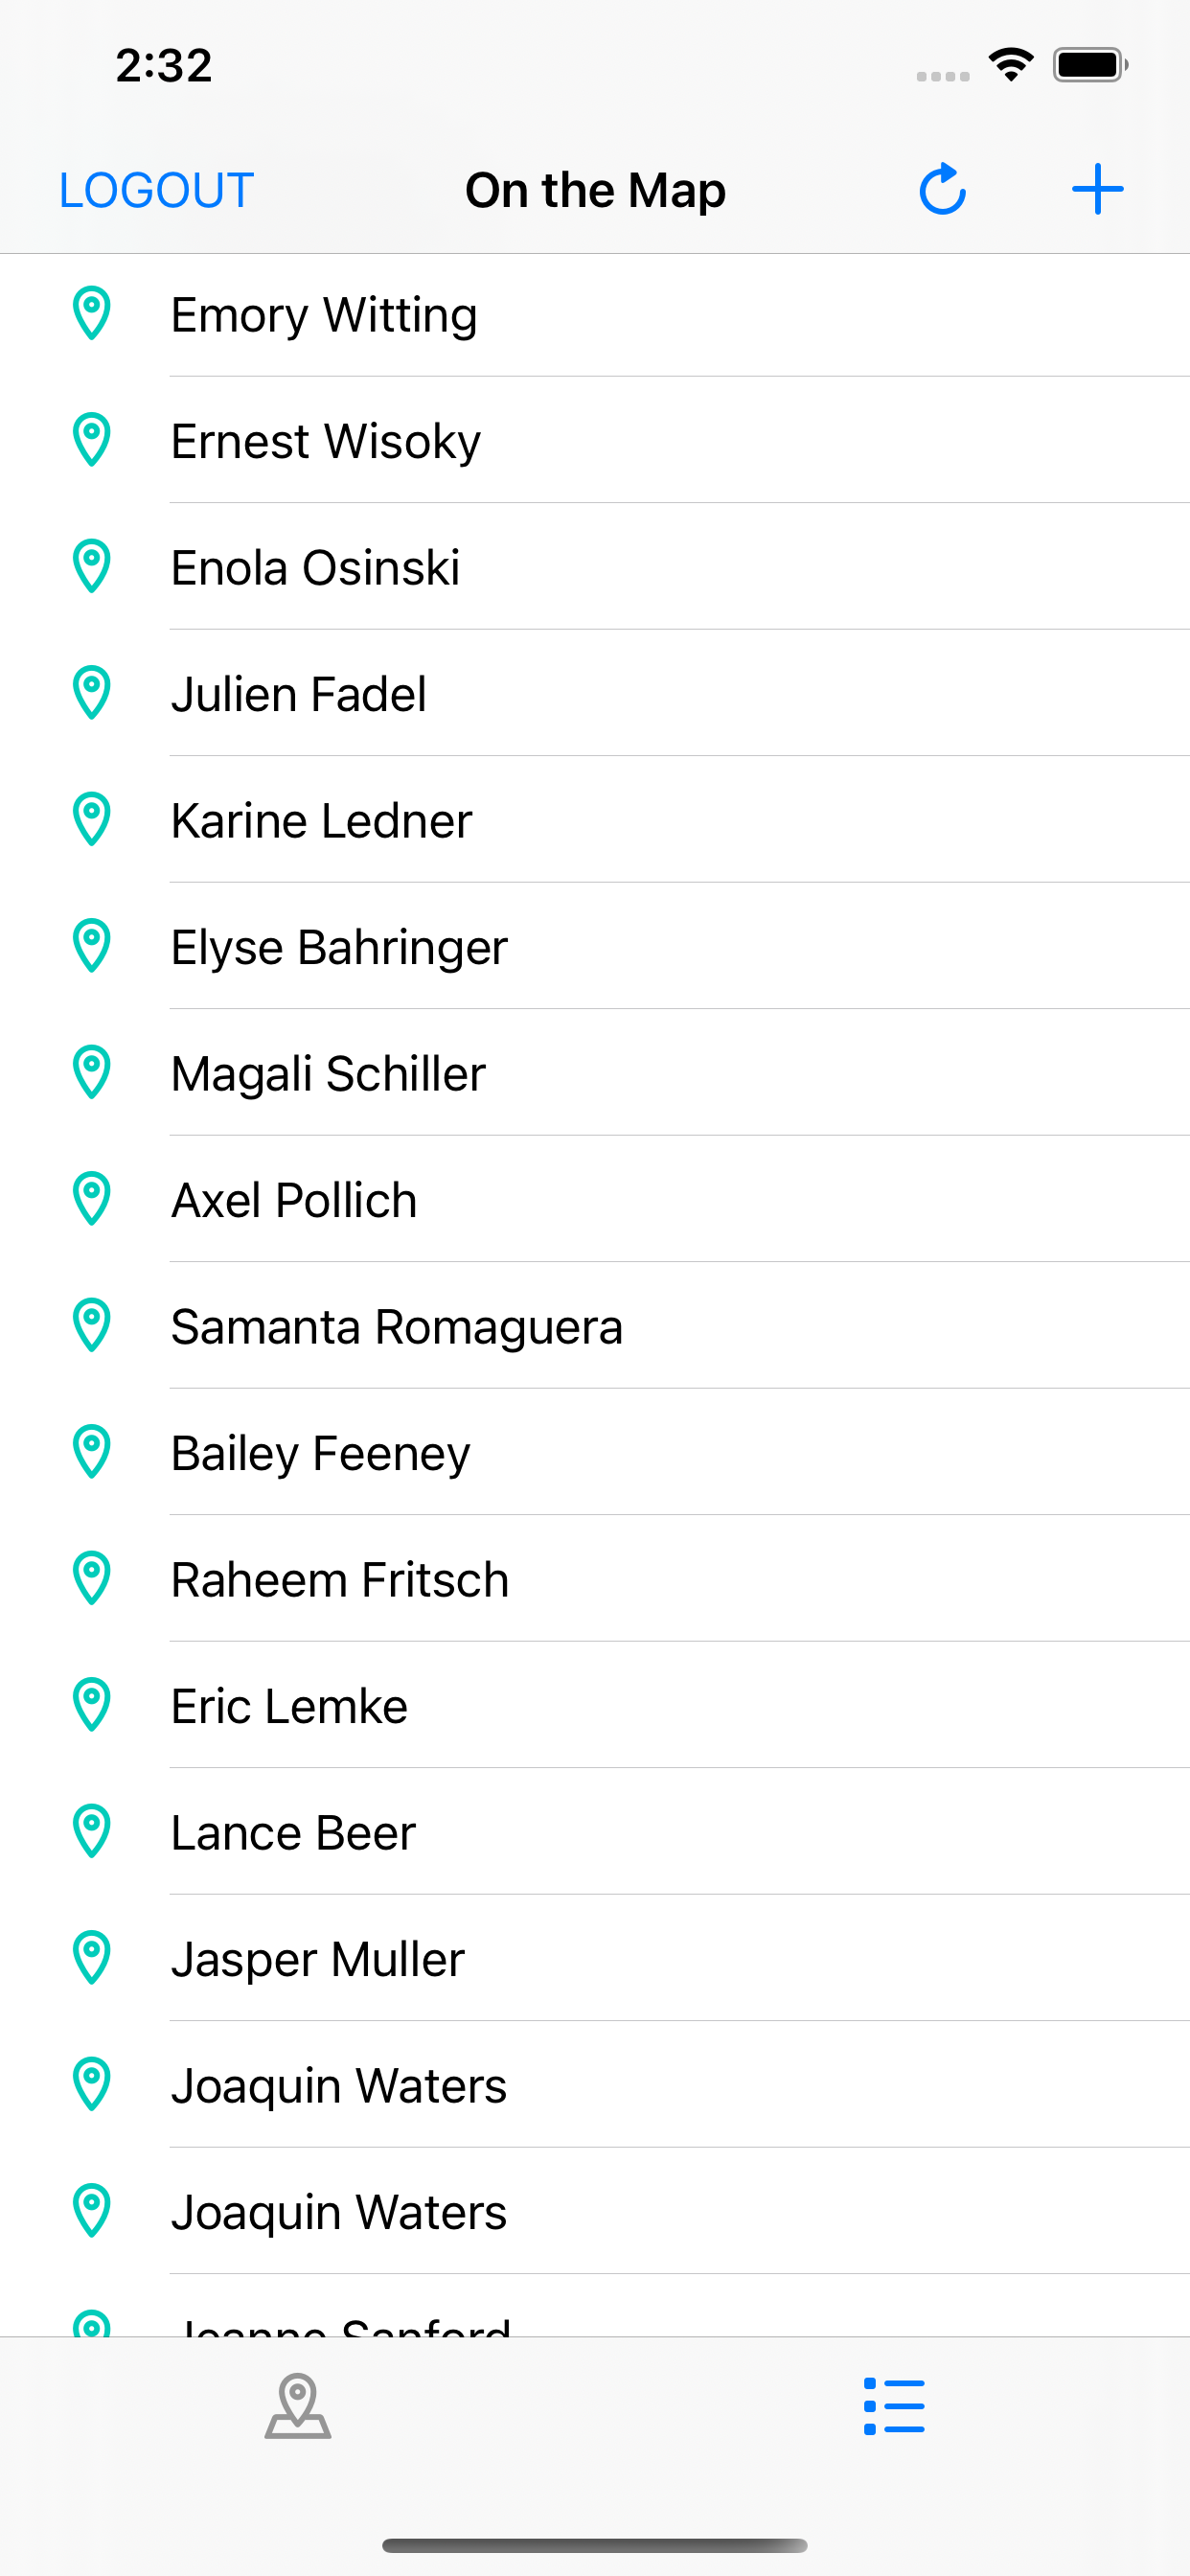 2:32
LOGOUT On the Map
Emory Witting
Ernest Wisoky
Enola Osinski
Julien Fadel
Karine Ledner
Elyse Bahringer
Magali Schiller
Axel Pollich
Samanta Romaguera
Bailey Feeney
Raheem Fritsch
Eric Lemke
Lance Beer
Jasper Muller
Joaquin Waters
Joaquin Waters
Sanford